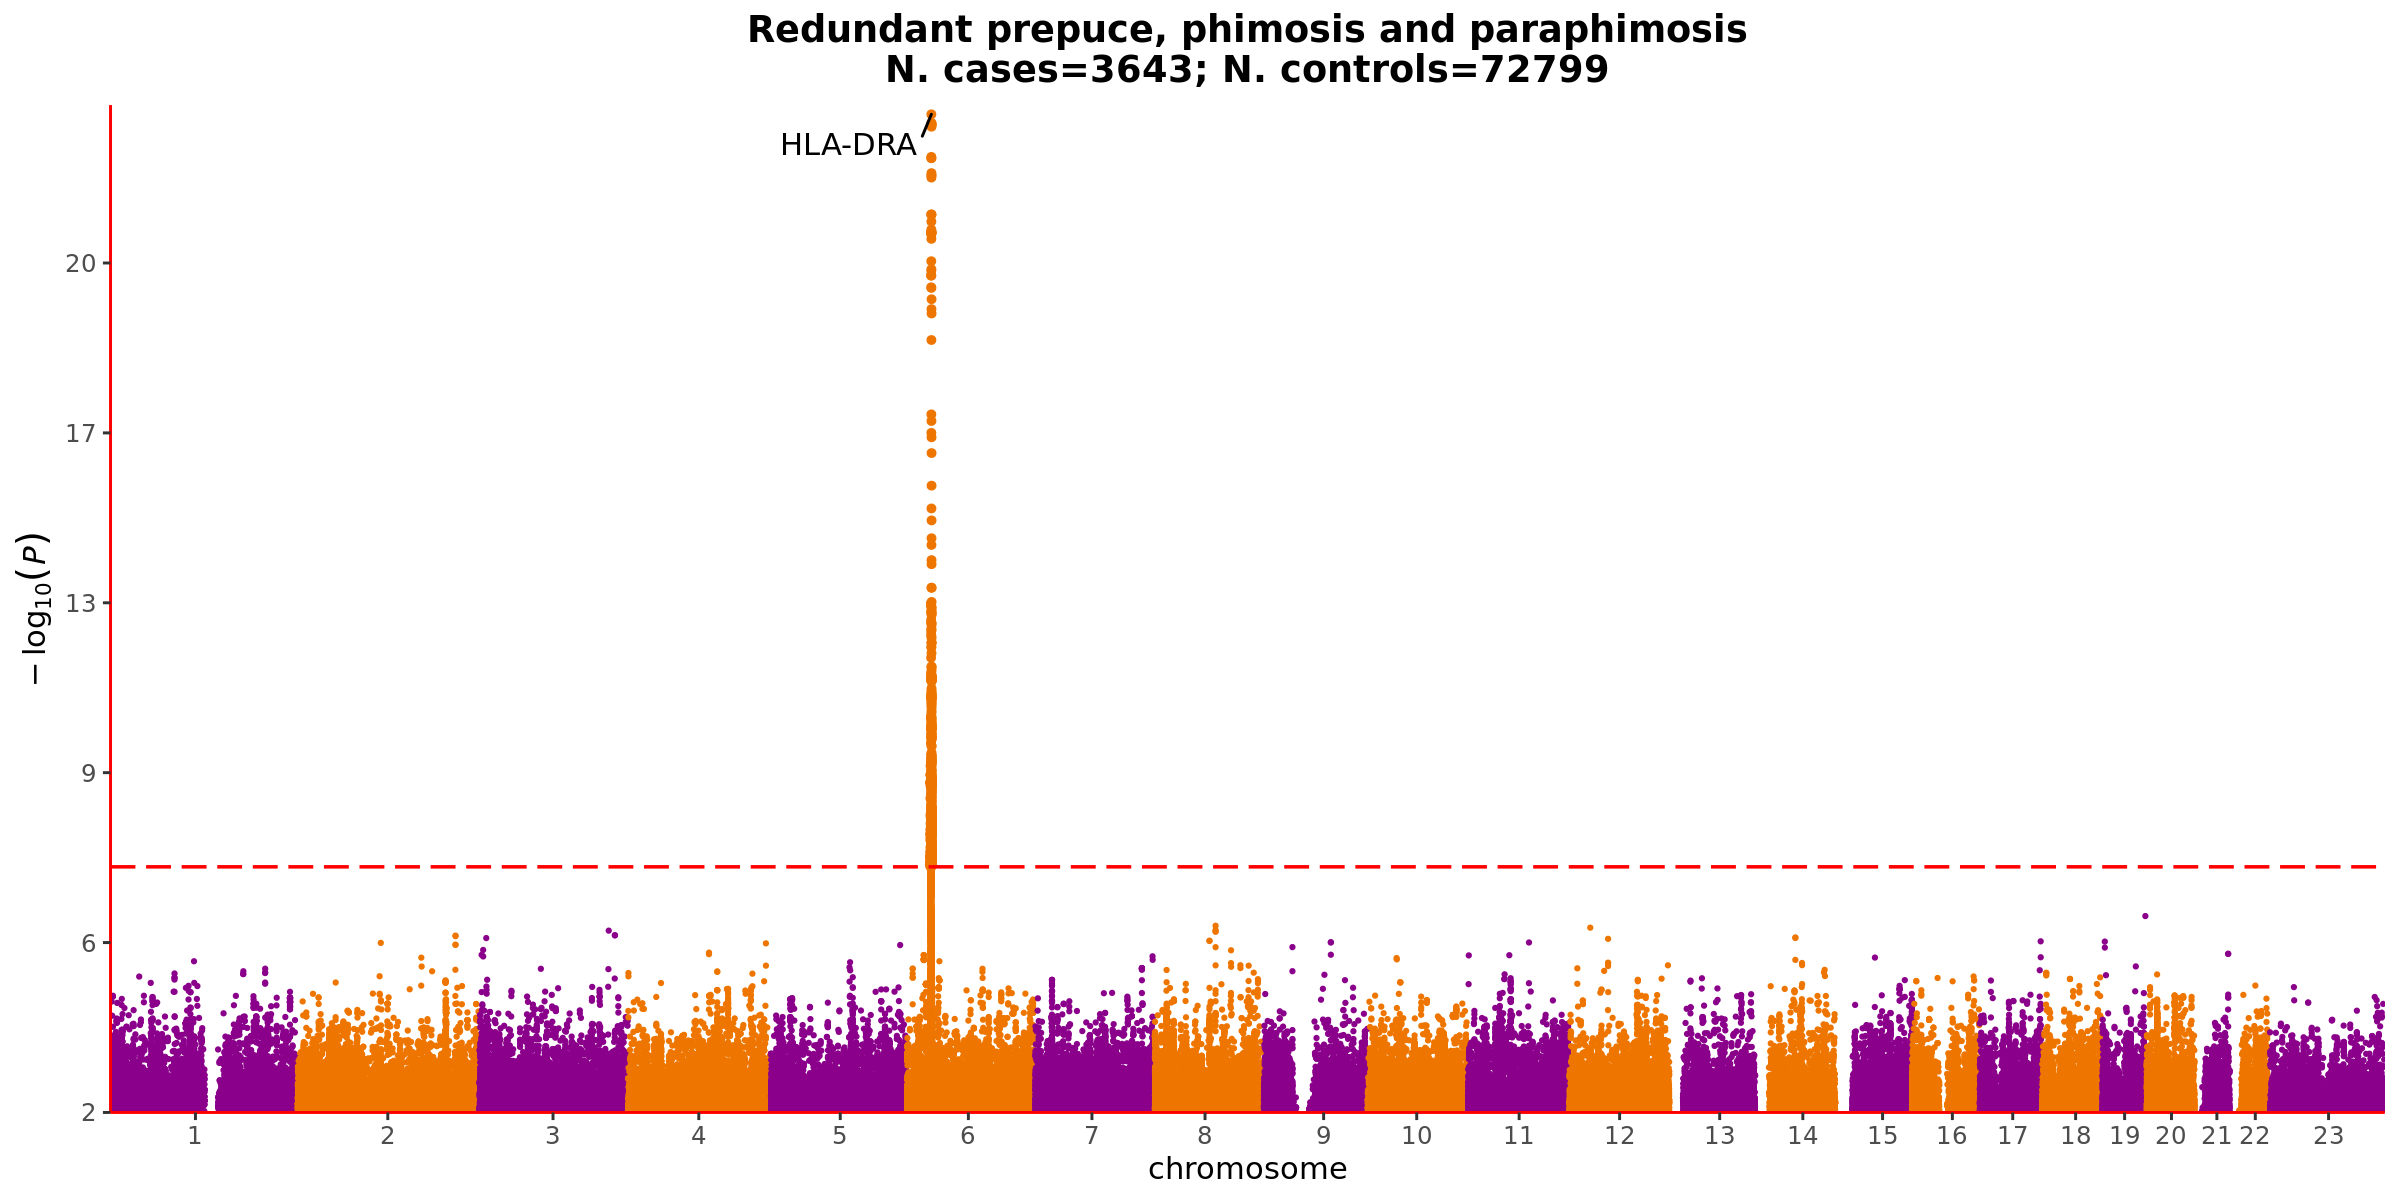 Redundant prepuce, phimosis and paraphimosis
N. cases=3643; N. controls=72799
HLA-DRA
20
17
13
9
6
2
−log₁₀(P)
1 2 3 4 5 6 7 8 9 10 11 12 13 14 15 16 17 18 19 20 21 22 23
chromosome